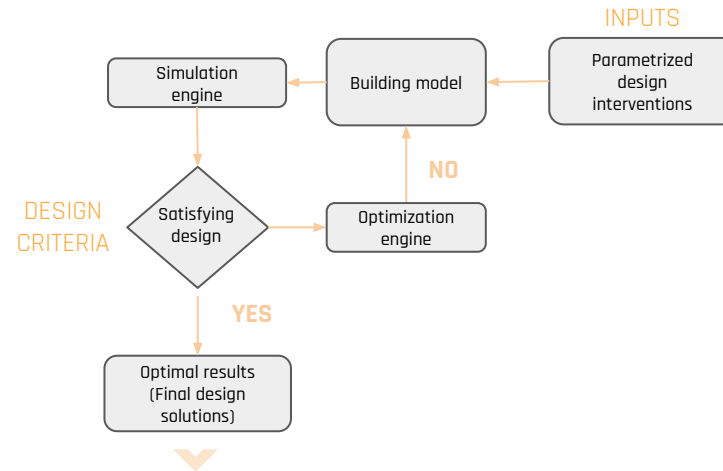 INPUTS
Parametrized
design
interventions
Building model
Simulation
engine
DESIGN
CRITERIA
Satisfying
design
NO
Optimization
engine
YES
Optimal results
(Final design
solutions)